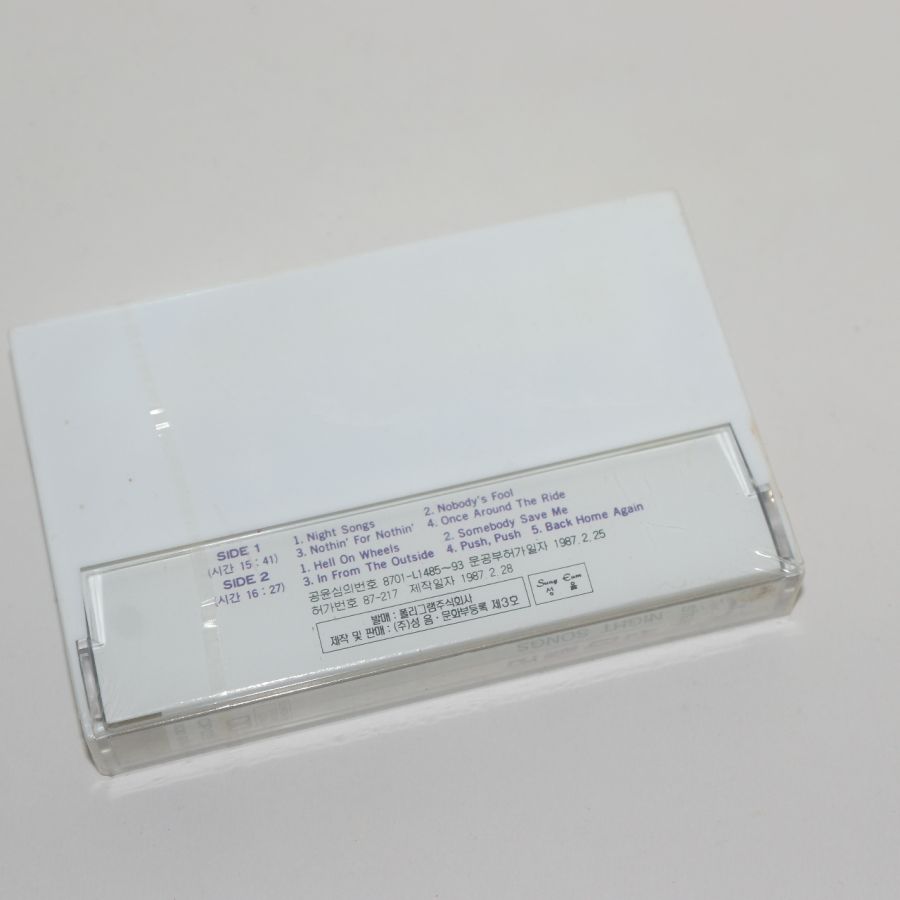 SIDE 1
(시간 15 : 41)
1. Night Songs 2. Nobody's Fool
3. Nothin' For Nothin' 4. Once Around The Ride
SIDE 2
(시간 16 : 27)
1. Hell On Wheels 2. Somebody Save Me
3. In From The Outside 4. Push, Push 5. Back Home Again
공윤심의번호 8701-L1485~93 문공부허가일자 1987.2.25
허가번호 87-217 제작일자 1987.2.28
발매 : 폴리그램주식회사
제작 및 판매 : (주)성 음 · 문화부등록 제3호
Sung Eum
성 음
NIGHT SONGS